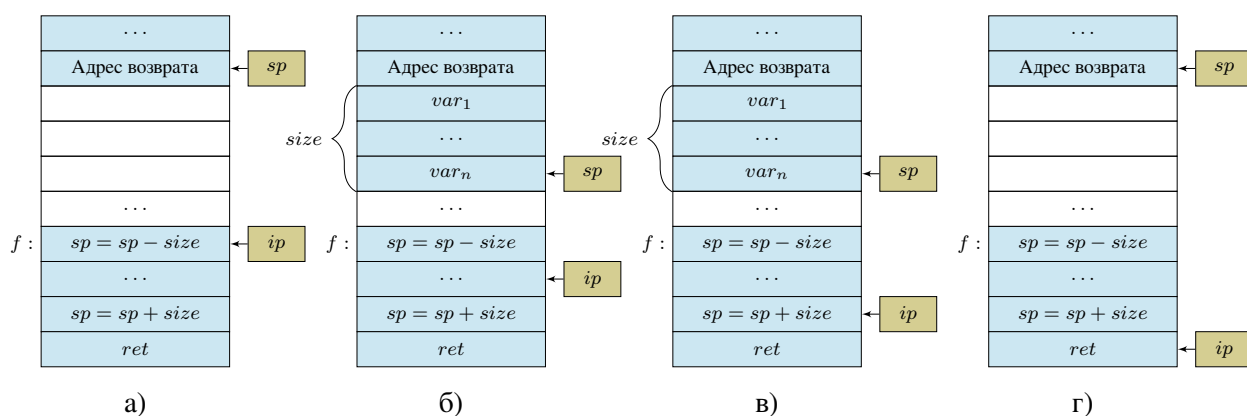 ...
Адрес возврата
sp
...
f :
sp = sp − size
ip
...
sp = sp + size
ret
а)
...
Адрес возврата
size
var₁
...
varₙ
sp
...
f :
sp = sp − size
...
ip
sp = sp + size
ret
б)
...
Адрес возврата
size
var₁
...
varₙ
sp
...
f :
sp = sp − size
...
sp = sp + size
ip
ret
в)
...
Адрес возврата
sp
...
f :
sp = sp − size
...
sp = sp + size
ret
ip
г)